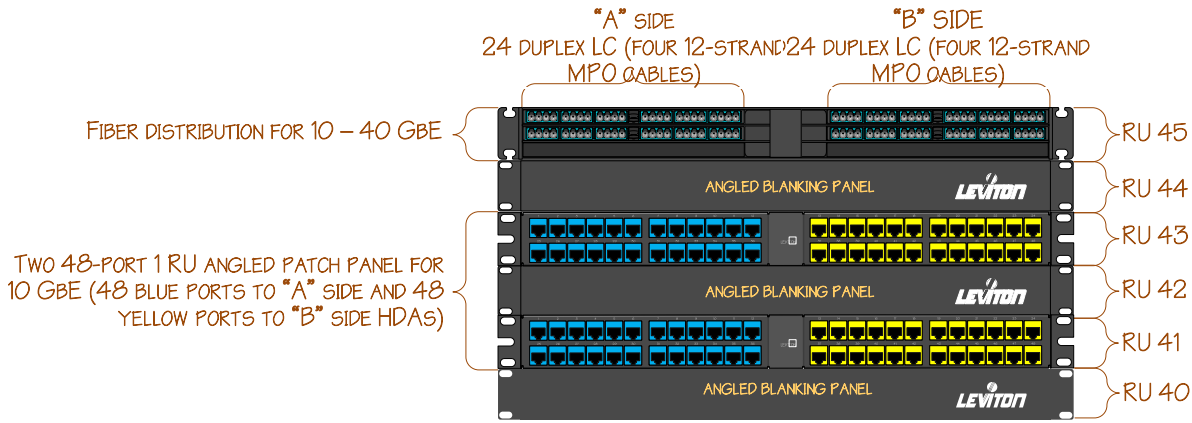 “A” SIDE
24 DUPLEX LC (FOUR 12-STRAND
MPO CABLES)
“B” SIDE
24 DUPLEX LC (FOUR 12-STRAND
MPO CABLES)
FIBER DISTRIBUTION FOR 10 – 40 GBE
RU 45
ANGLED BLANKING PANEL
LEVITON
RU 44
RU 43
TWO 48-PORT 1 RU ANGLED PATCH PANEL FOR
10 GBE (48 BLUE PORTS TO “A” SIDE AND 48
YELLOW PORTS TO “B” SIDE HDAS)
ANGLED BLANKING PANEL
LEVITON
RU 42
RU 41
ANGLED BLANKING PANEL
LEVITON
RU 40